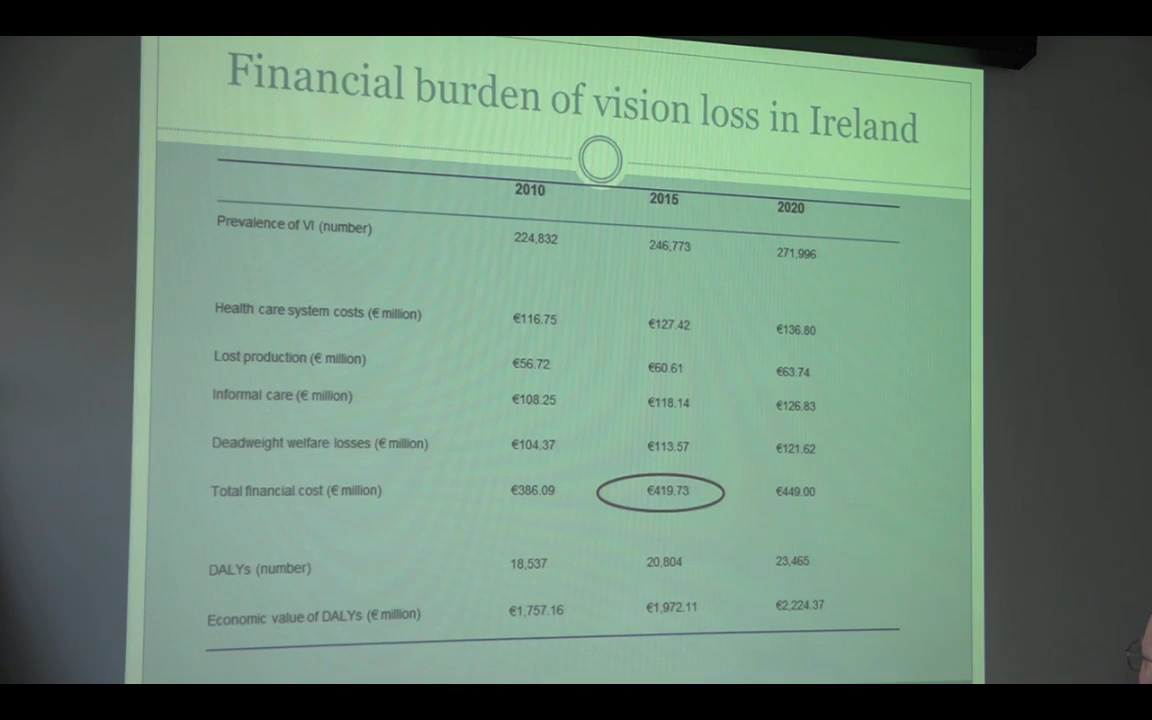 Financial burden of vision loss in Ireland
2010 2015 2020
Prevalence of VI (number) 224,832 246,773 271,996
Health care system costs (€ million) €116.75 €127.42 €136.80
Lost production (€ million) €56.72 €60.61 €63.74
Informal care (€ million) €108.25 €118.14 €126.83
Deadweight welfare losses (€ million) €104.37 €113.57 €121.62
Total financial cost (€ million) €386.09 €419.73 €449.00
DALYs (number) 18,537 20,804 23,465
Economic value of DALYs (€ million) €1,757.16 €1,972.11 €2,224.37